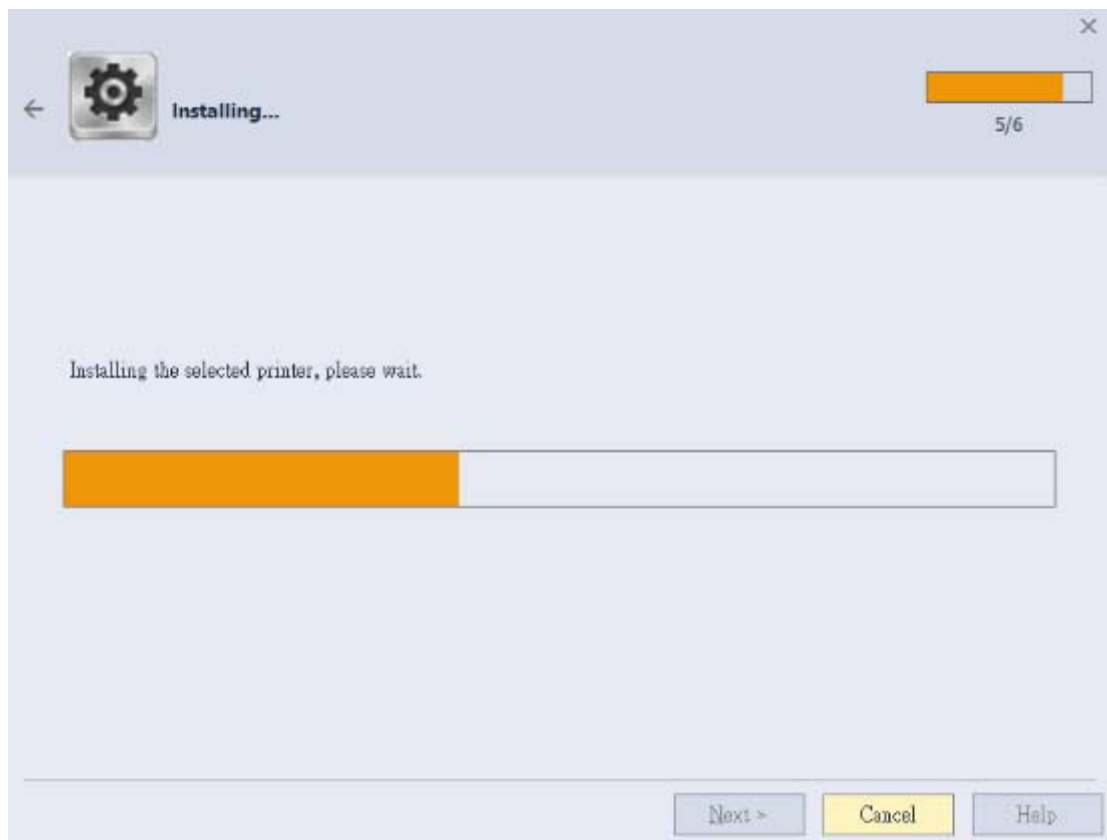 Installing...
5/6
Installing the selected printer, please wait.
Next >
Cancel
Help